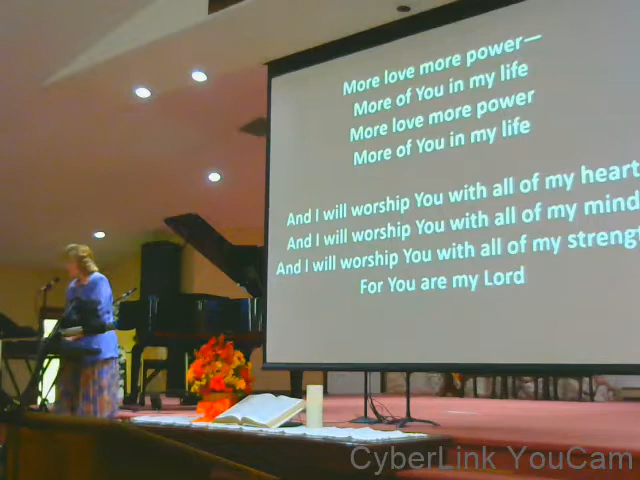 More love more power—
More of You in my life
More love more power
More of You in my life
And I will worship You with all of my heart
And I will worship You with all of my mind
And I will worship You with all of my strengt
For You are my Lord
CyberLink YouCam